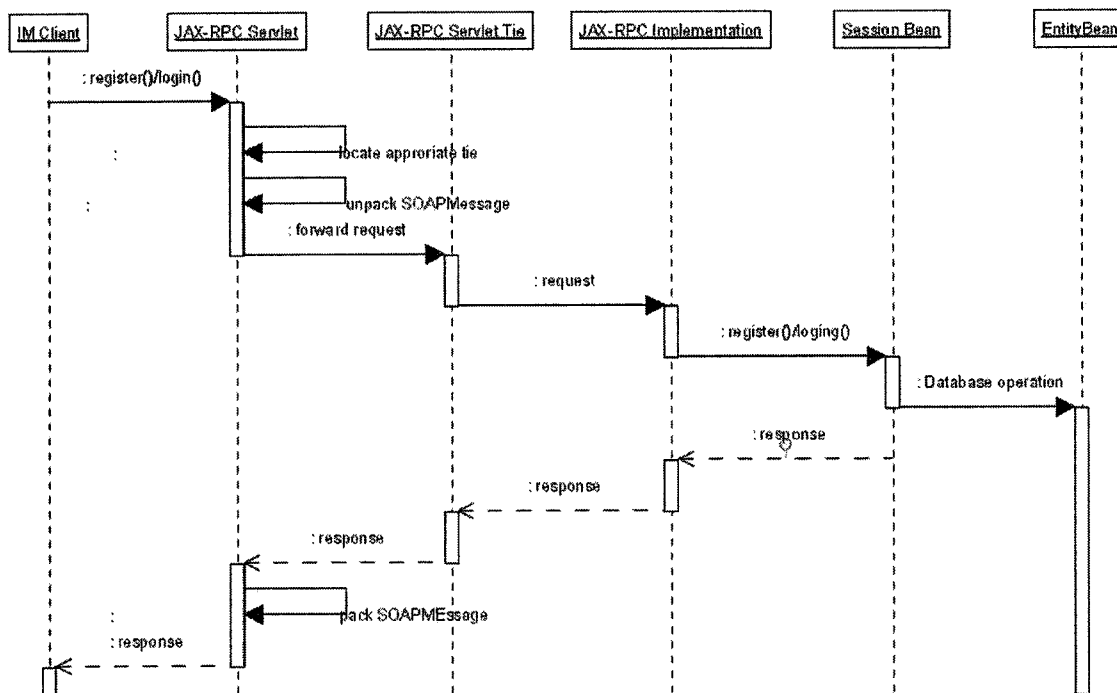 IM Client
JAX-RPC Servlet
JAX-RPC Servlet Tie
JAX-RPC Implementation
Session Bean
EntityBean
: register()/login()
:
locate approriate tie
:
unpack SOAPMessage
: forward request
: request
: register()/loging()
: Database operation
: response
: response
: response
:
pack SOAPMEssage
: response